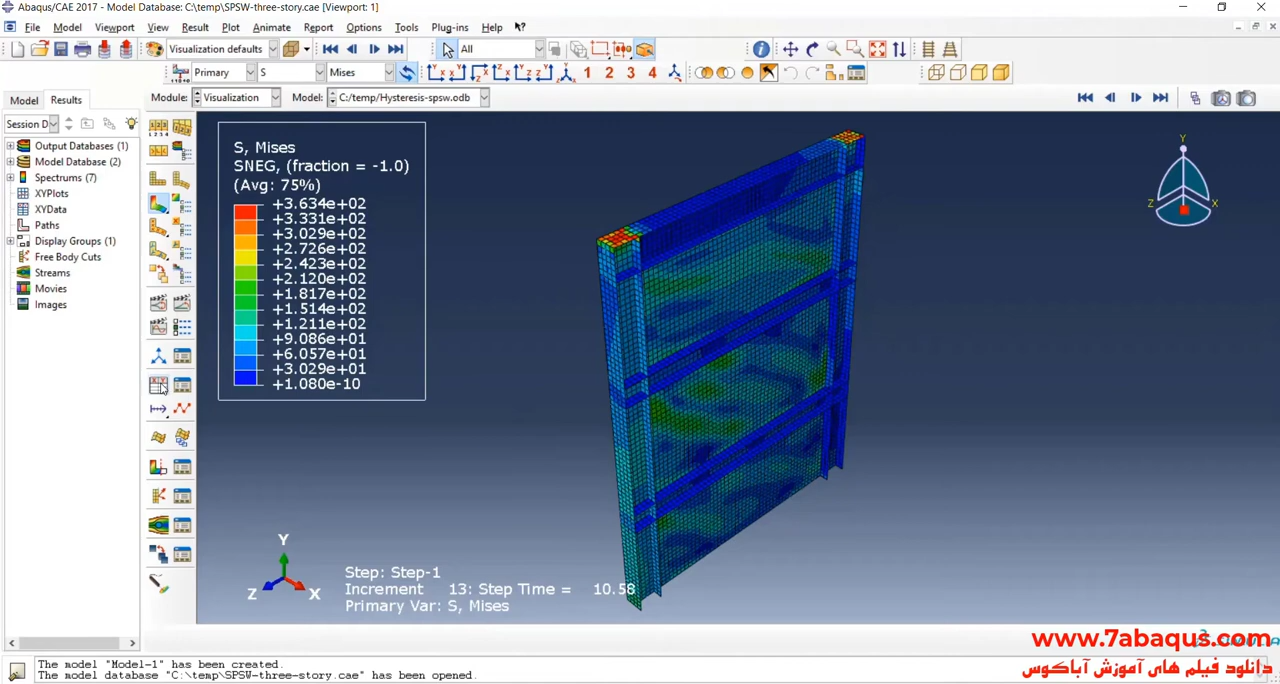 Abaqus/CAE 2017 - Model Database: C:\temp\SPSW-three-story.cae [Viewport: 1]
File Model Viewport View Result Plot Animate Report Options Tools Plug-ins Help
Visualization defaults All
Primary S Mises 1 2 3 4
Model Results Module: Visualization Model: C:/temp/Hysteresis-spsw.odb
Session D
Output Databases (1)
Model Database (2)
Spectrums (7)
XYPlots
XYData
Paths
Display Groups (1)
Free Body Cuts
Streams
Movies
Images
S, Mises
SNEG, (fraction = -1.0)
(Avg: 75%)
+3.634e+02
+3.331e+02
+3.029e+02
+2.726e+02
+2.423e+02
+2.120e+02
+1.817e+02
+1.514e+02
+1.211e+02
+9.086e+01
+6.057e+01
+3.029e+01
+1.080e-10
Y
Z X
Y
Z X
Step: Step-1
Increment 13: Step Time = 10.58
Primary Var: S, Mises
www.7abaqus.com
دانلود فیلم های آموزش آباکوس
The model "Model-1" has been created.
The model database "C:\temp\SPSW-three-story.cae" has been opened.